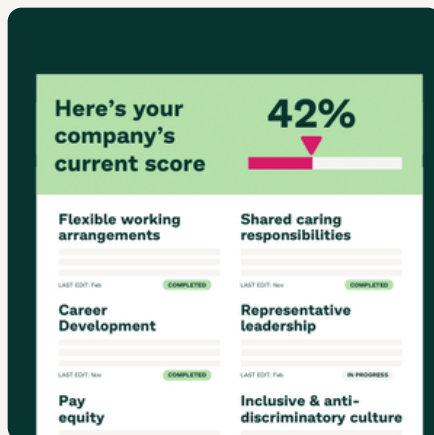 Here's your
company's
current score
42%
Flexible working
arrangements
LAST EDIT: Feb
COMPLETED
Shared caring
responsibilities
LAST EDIT: Nov
COMPLETED
Career
Development
LAST EDIT: Nov
COMPLETED
Representative
leadership
LAST EDIT: Feb
IN PROGRESS
Pay
equity
Inclusive & anti-
discriminatory culture